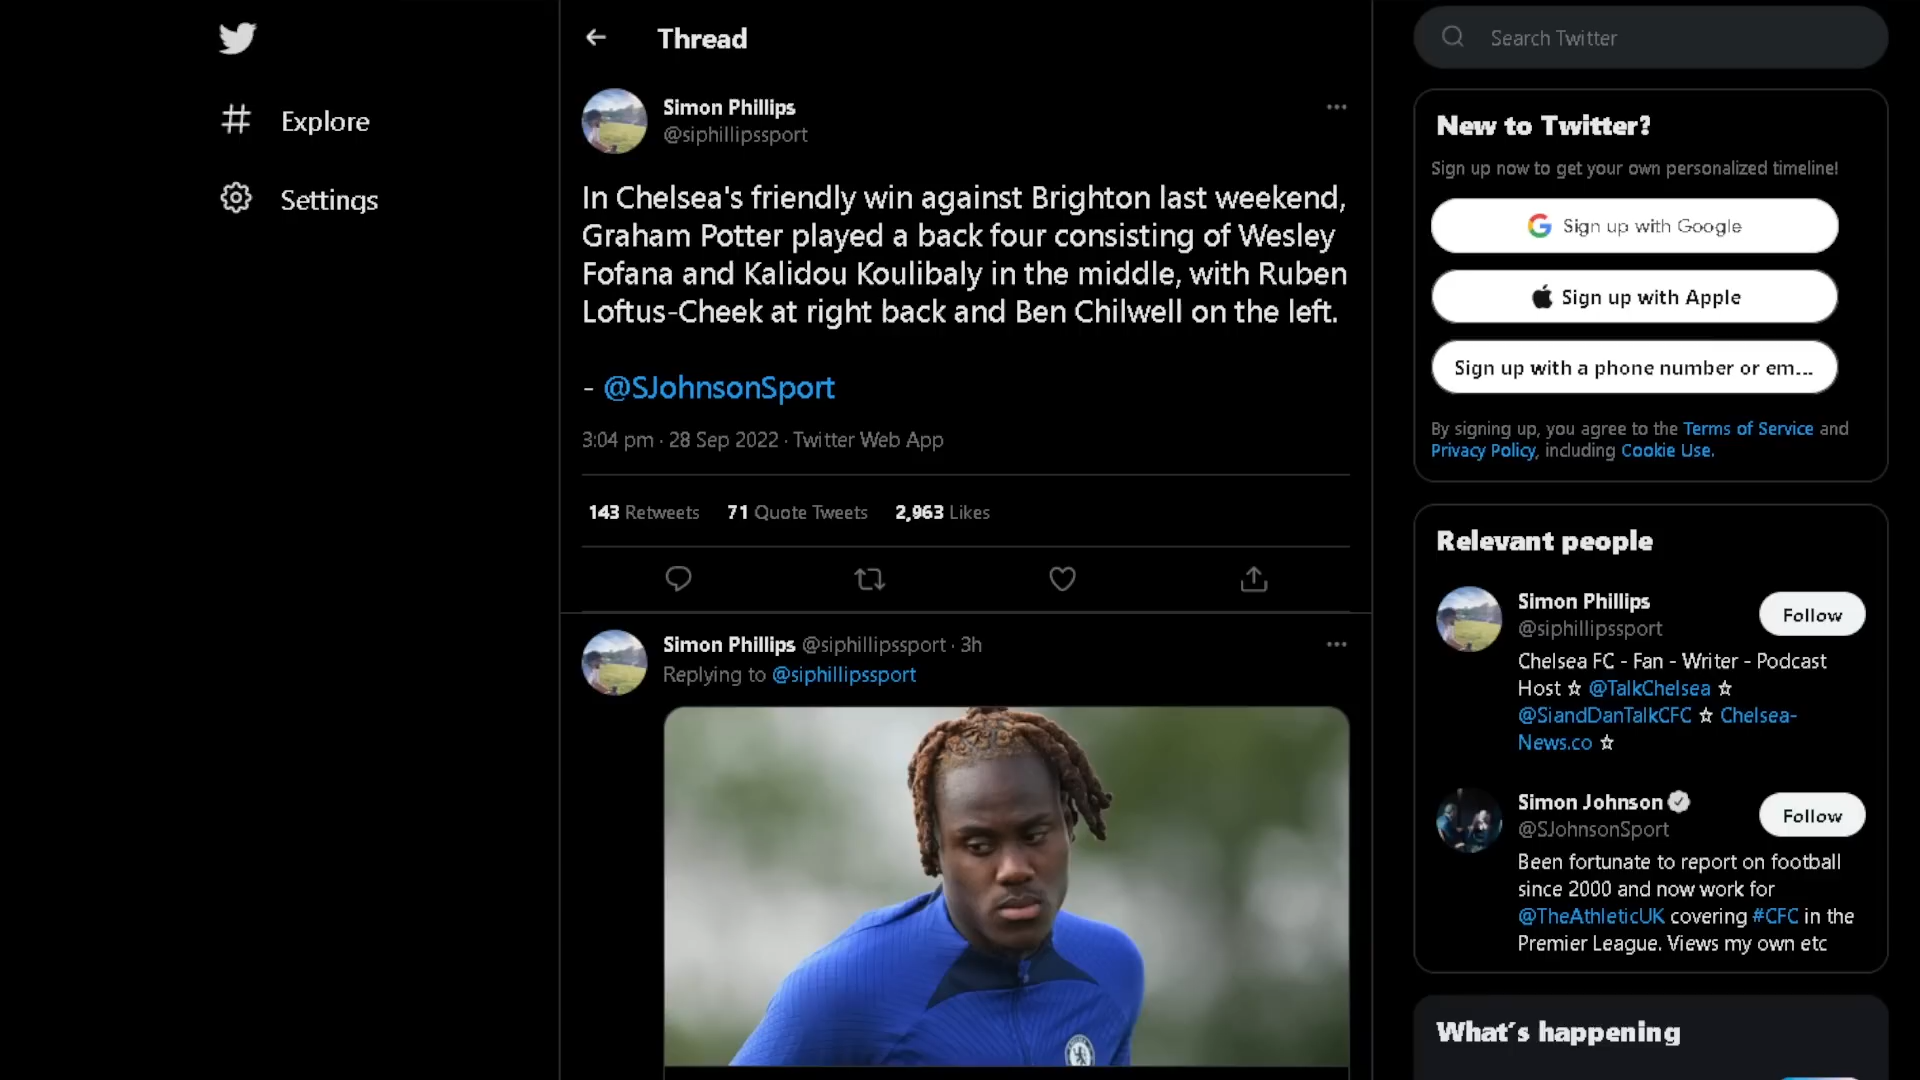 Thread
Search Twitter
Explore
Settings
Simon Phillips
@siphillipssport
In Chelsea's friendly win against Brighton last weekend,
Graham Potter played a back four consisting of Wesley
Fofana and Kalidou Koulibaly in the middle, with Ruben
Loftus-Cheek at right back and Ben Chilwell on the left.
- @SJohnsonSport
3:04 pm · 28 Sep 2022 · Twitter Web App
143 Retweets 71 Quote Tweets 2,963 Likes
Simon Phillips @siphillipssport · 3h
Replying to @siphillipssport
New to Twitter?
Sign up now to get your own personalized timeline!
Sign up with Google
Sign up with Apple
Sign up with a phone number or em...
By signing up, you agree to the Terms of Service and
Privacy Policy, including Cookie Use.
Relevant people
Simon Phillips
@siphillipssport
Follow
Chelsea FC - Fan - Writer - Podcast
Host ☆ @TalkChelsea ☆
@SiandDanTalkCFC ☆ Chelsea-
News.co ☆
Simon Johnson
@SJohnsonSport
Follow
Been fortunate to report on football
since 2000 and now work for
@TheAthleticUK covering #CFC in the
Premier League. Views my own etc
What's happening